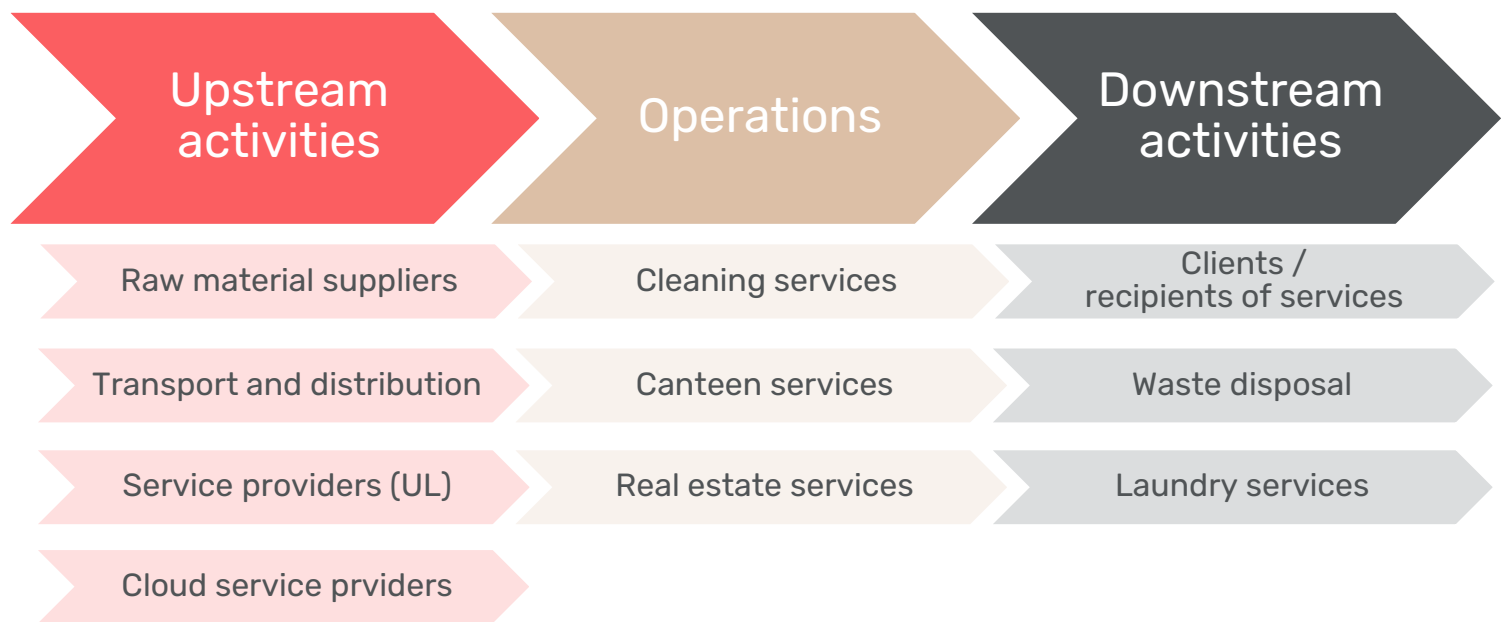 Upstream
activities
Operations
Downstream
activities
Raw material suppliers
Cleaning services
Clients /
recipients of services
Transport and distribution
Canteen services
Waste disposal
Service providers (UL)
Real estate services
Laundry services
Cloud service prviders